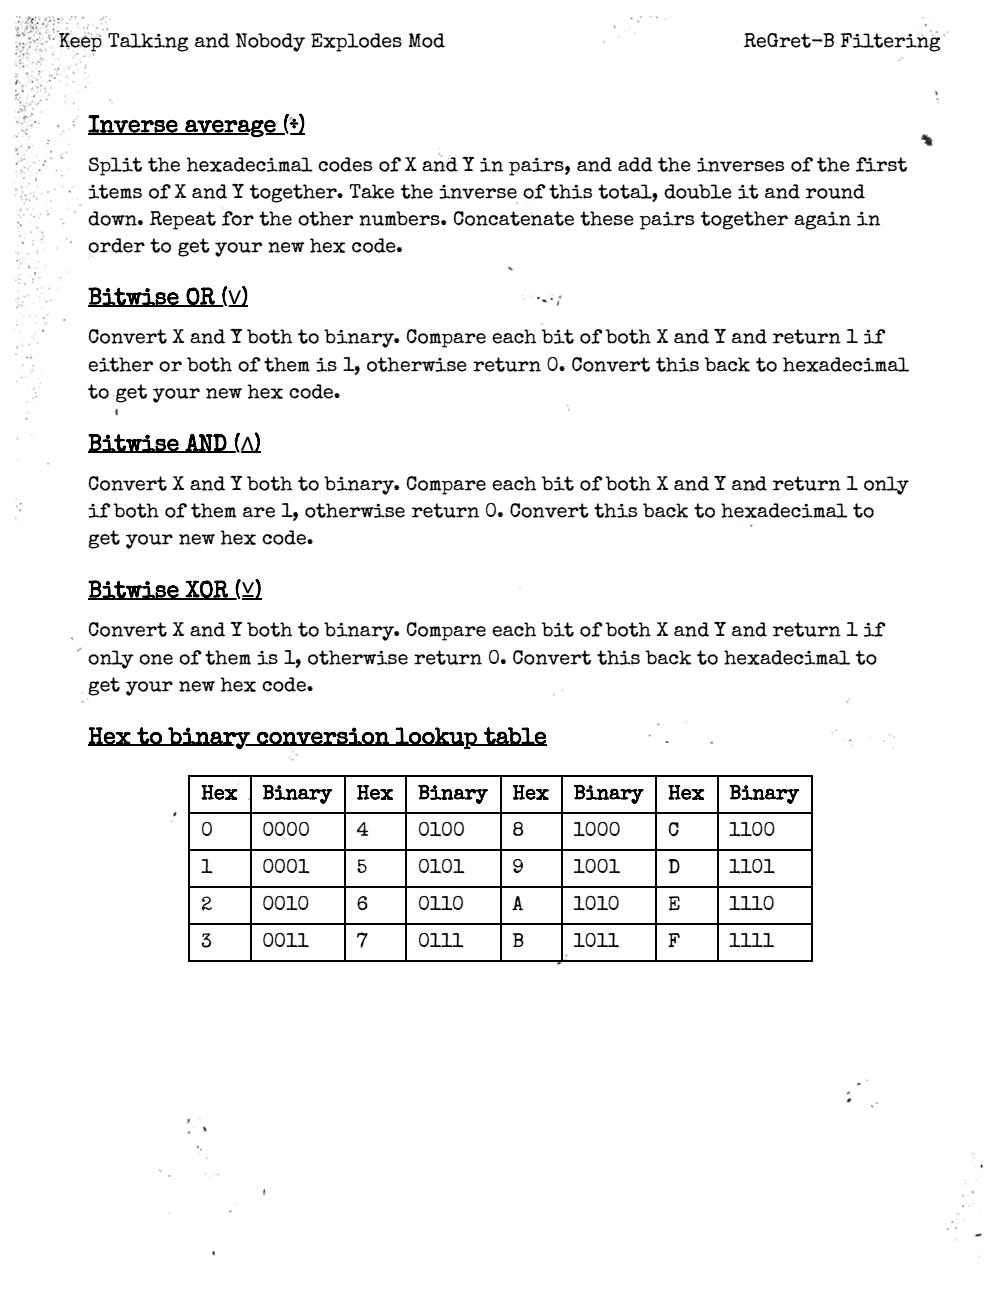 Keep Talking and Nobody Explodes Mod ReGret-B Filtering
Inverse average (∔)
Split the hexadecimal codes of X and Y in pairs, and add the inverses of the first
items of X and Y together. Take the inverse of this total, double it and round
down. Repeat for the other numbers. Concatenate these pairs together again in
order to get your new hex code.
Bitwise OR (∨)
Convert X and Y both to binary. Compare each bit of both X and Y and return 1 if
either or both of them is 1, otherwise return 0. Convert this back to hexadecimal
to get your new hex code.
Bitwise AND (∧)
Convert X and Y both to binary. Compare each bit of both X and Y and return 1 only
if both of them are 1, otherwise return 0. Convert this back to hexadecimal to
get your new hex code.
Bitwise XOR (⊻)
Convert X and Y both to binary. Compare each bit of both X and Y and return 1 if
only one of them is 1, otherwise return 0. Convert this back to hexadecimal to
get your new hex code.
Hex to binary conversion lookup table
Hex Binary Hex Binary Hex Binary Hex Binary
0 0000 4 0100 8 1000 C 1100
1 0001 5 0101 9 1001 D 1101
2 0010 6 0110 A 1010 E 1110
3 0011 7 0111 B 1011 F 1111